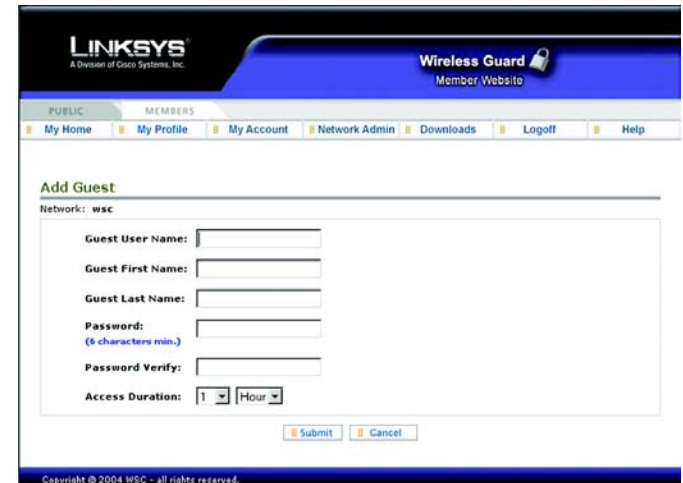 LINKSYS®
A Division of Cisco Systems, Inc.
Wireless Guard
Member Website
PUBLIC MEMBERS
My Home My Profile My Account Network Admin Downloads Logoff Help
Add Guest
Network: wsc
Guest User Name:
Guest First Name:
Guest Last Name:
Password:
(6 characters min.)
Password Verify:
Access Duration: 1 Hour
Submit Cancel
Copyright © 2004 WSC - all rights reserved.